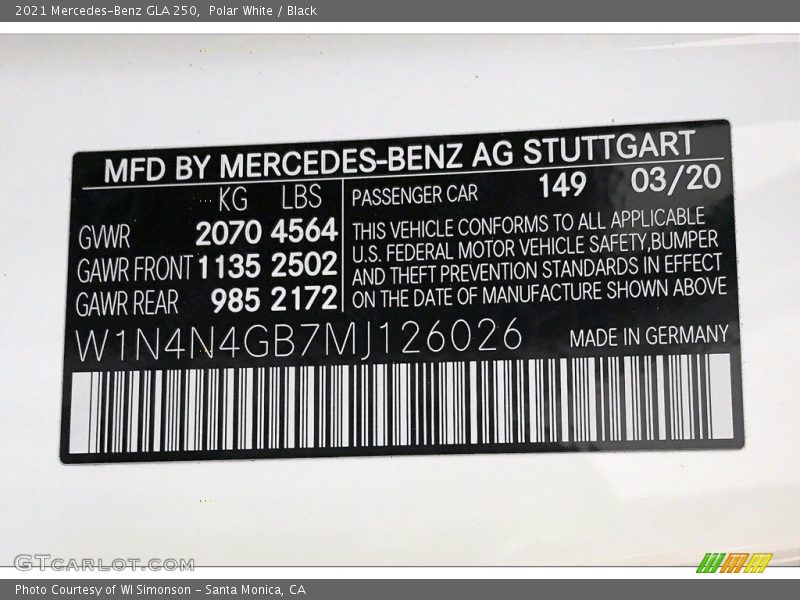 2021 Mercedes-Benz GLA 250, Polar White / Black
MFD BY MERCEDES-BENZ AG STUTTGART
KG LBS
GVWR 2070 4564
GAWR FRONT 1135 2502
GAWR REAR 985 2172
PASSENGER CAR 149 03/20
THIS VEHICLE CONFORMS TO ALL APPLICABLE
U.S. FEDERAL MOTOR VEHICLE SAFETY,BUMPER
AND THEFT PREVENTION STANDARDS IN EFFECT
ON THE DATE OF MANUFACTURE SHOWN ABOVE
W1N4N4GB7MJ126026 MADE IN GERMANY
GTCARLOT.COM
Photo Courtesy of WI Simonson - Santa Monica, CA